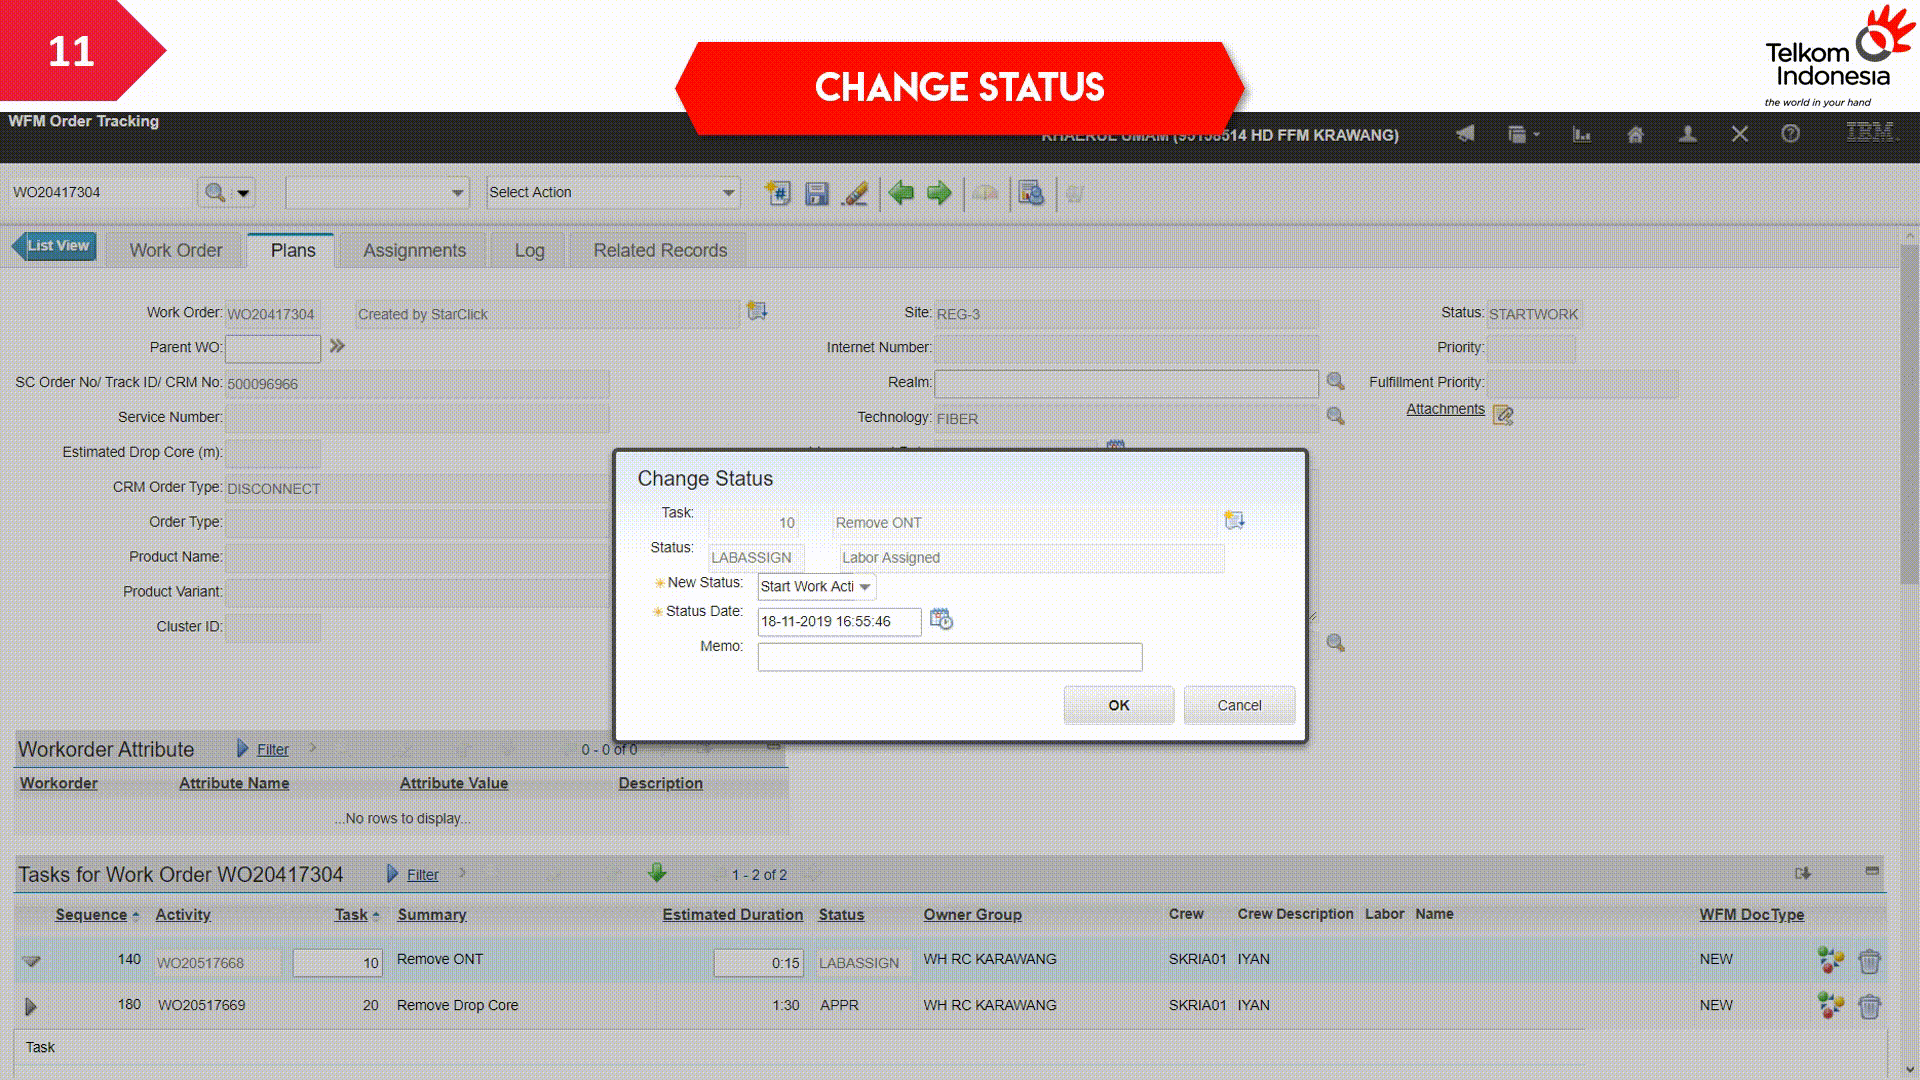 11
CHANGE STATUS
Telkom
Indonesia
the world in your hand
WFM Order Tracking
(95158514 HD FFM KRAWANG)
IBM
WO20417304
Select Action
List View
Work Order
Plans
Assignments
Log
Related Records
Work Order: WO20417304 Created by StarClick
Site: REG-3
Status: STARTWORK
Parent WO:
Internet Number:
Priority:
SC Order No/ Track ID/ CRM No: 500096966
Realm:
Fulfillment Priority:
Service Number:
Technology: FIBER
Attachments
Estimated Drop Core (m):
CRM Order Type: DISCONNECT
Order Type:
Product Name:
Product Variant:
Cluster ID:
Change Status
Task: 10 Remove ONT
Status: LABASSIGN Labor Assigned
New Status: Start Work Acti
Status Date: 18-11-2019 16:55:46
Memo:
OK
Cancel
Workorder Attribute Filter 0 - 0 of 0
Workorder Attribute Name Attribute Value Description
...No rows to display...
Tasks for Work Order WO20417304 Filter 1 - 2 of 2
Sequence Activity Task Summary Estimated Duration Status Owner Group Crew Crew Description Labor Name WFM DocType
140 WO20517668 10 Remove ONT 0:15 LABASSIGN WH RC KARAWANG SKRIA01 IYAN NEW
180 WO20517669 20 Remove Drop Core 1:30 APPR WH RC KARAWANG SKRIA01 IYAN NEW
Task